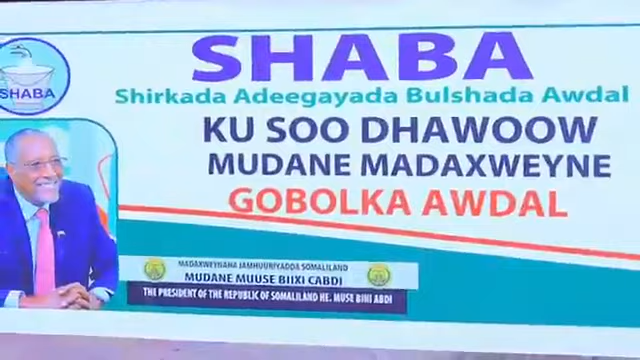 SHABA
SHABA
Shirkada Adeegayada Bulshada Awdal
KU SOO DHAWOOW
MUDANE MADAXWEYNE
GOBOLKA AWDAL
MADAXWEYNAHA JAMHUURIYADDA SOMALILAND
MUDANE MUUSE BIIXI CABDI
THE PRESIDENT OF THE REPUBLIC OF SOMALILAND HE. MUSE BIHI ABDI